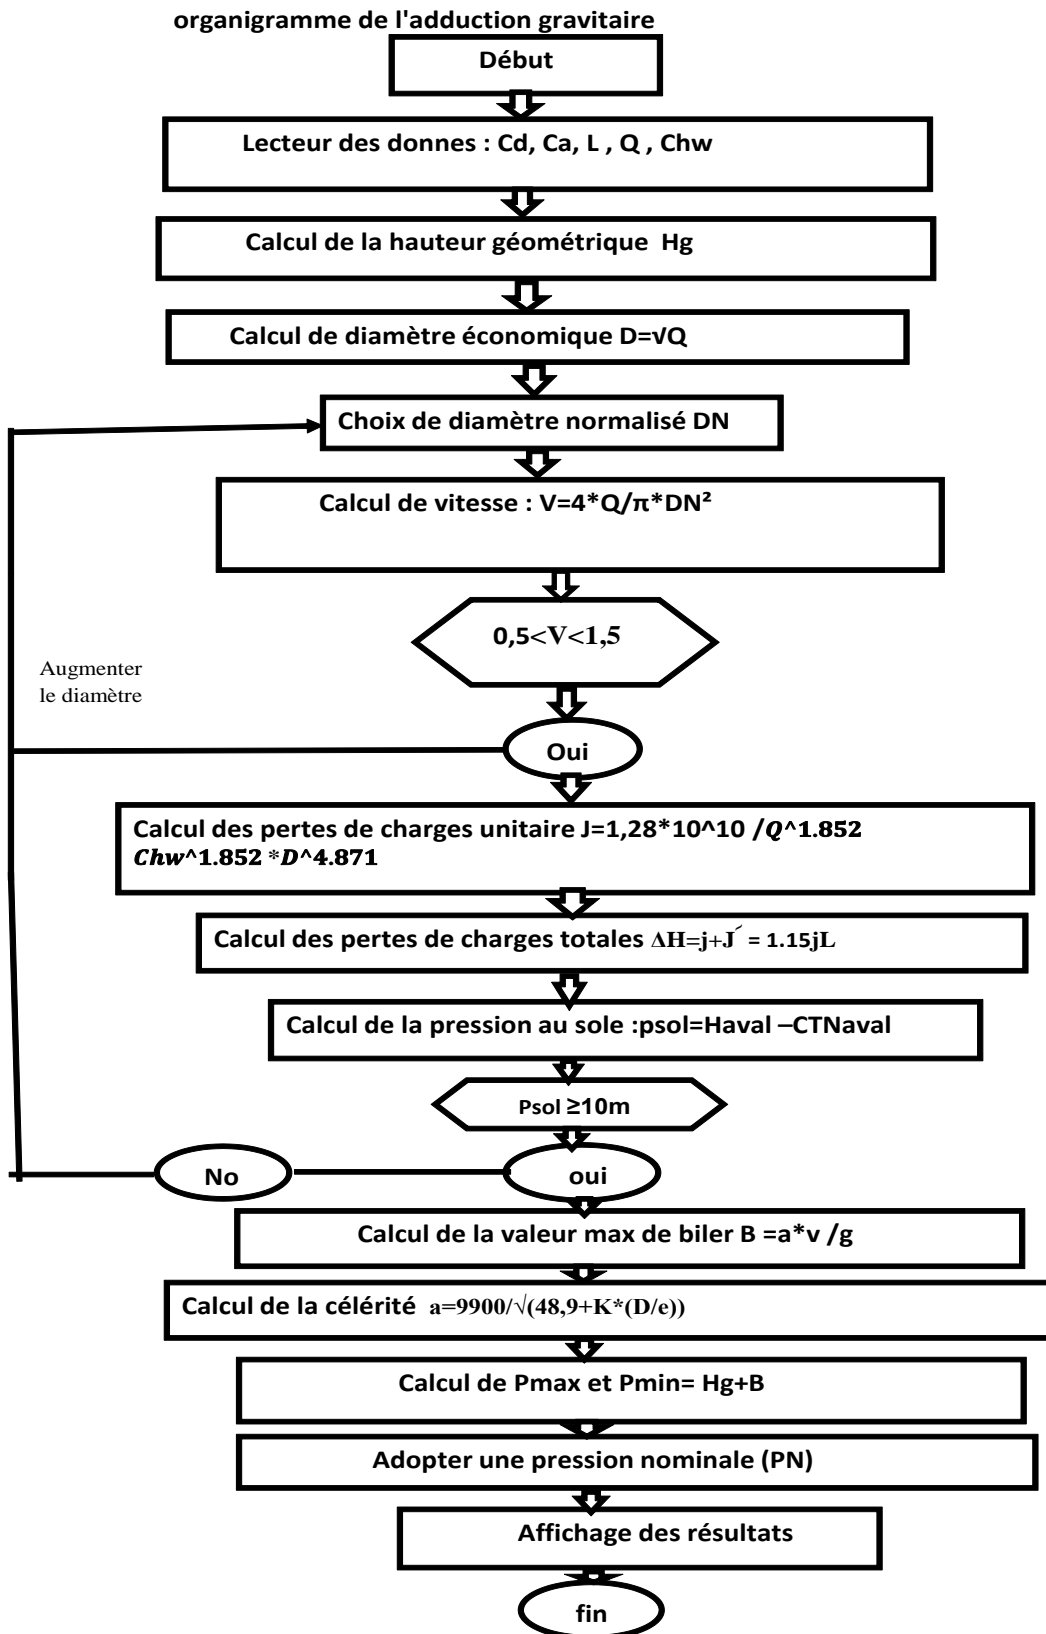 organigramme de l'adduction gravitaire
Début
Lecteur des donnes : Cd, Ca, L , Q , Chw
Calcul de la hauteur géométrique Hg
Calcul de diamètre économique D=√Q
Choix de diamètre normalisé DN
Calcul de vitesse : V=4*Q/π*DN²
0,5<V<1,5
Augmenter
le diamètre
Oui
Calcul des pertes de charges unitaire J=1,28*10^10 /Q^1.852
Chw^1.852 *D^4.871
Calcul des pertes de charges totales ΔH=j+J´ = 1.15jL
Calcul de la pression au sole :psol=Haval –CTNaval
Psol ≥10m
No
oui
Calcul de la valeur max de biler B =a*v /g
Calcul de la célérité a=9900/√(48,9+K*(D/e))
Calcul de Pmax et Pmin= Hg+B
Adopter une pression nominale (PN)
Affichage des résultats
fin